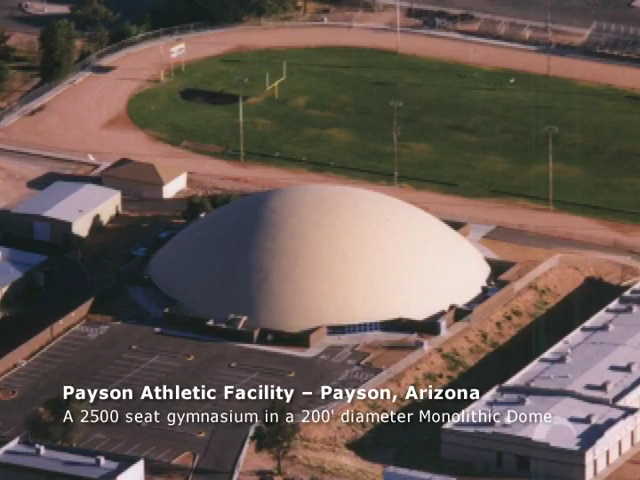 Payson Athletic Facility – Payson, Arizona
A 2500 seat gymnasium in a 200' diameter Monolithic Dome